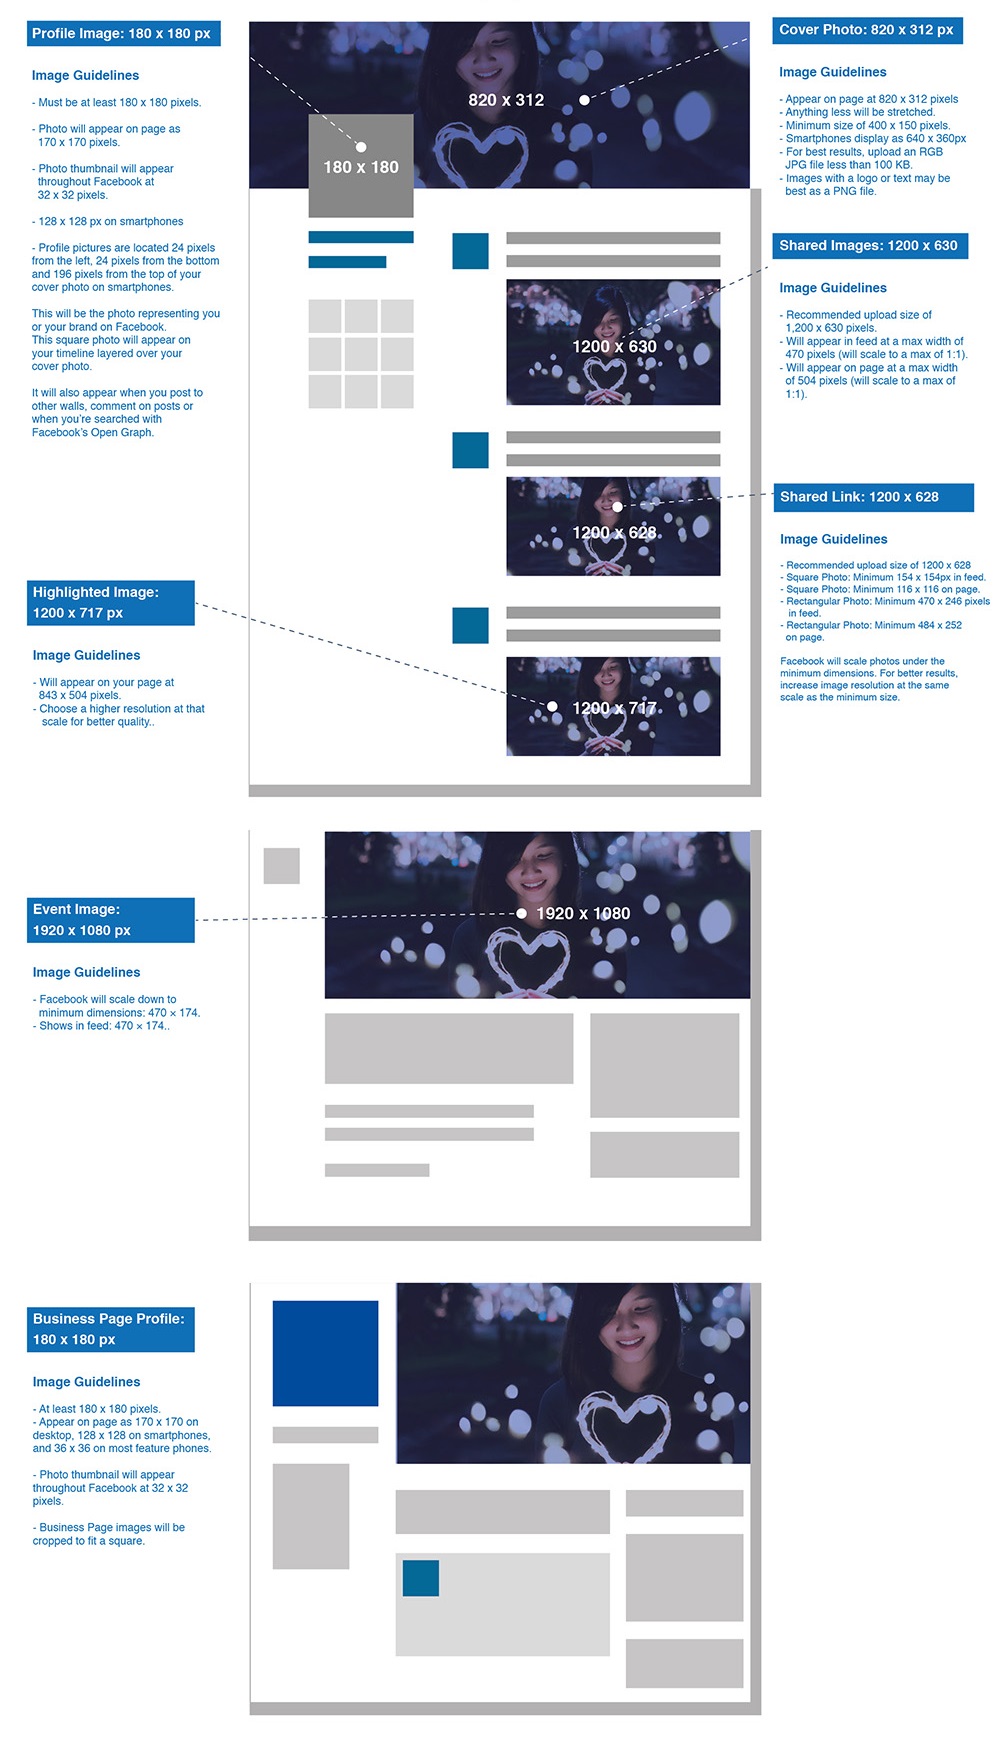 Profile Image: 180 x 180 px
Image Guidelines
- Must be at least 180 x 180 pixels.
- Photo will appear on page as
170 x 170 pixels.
- Photo thumbnail will appear
throughout Facebook at
32 x 32 pixels.
- 128 x 128 px on smartphones
- Profile pictures are located 24 pixels
from the left, 24 pixels from the bottom
and 196 pixels from the top of your
cover photo on smartphones.
This will be the photo representing you
or your brand on Facebook.
This square photo will appear on
your timeline layered over your
cover photo.
It will also appear when you post to
other walls, comment on posts or
when you're searched with
Facebook's Open Graph.
820 x 312
180 x 180
Cover Photo: 820 x 312 px
Image Guidelines
- Appear on page at 820 x 312 pixels
- Anything less will be stretched.
- Minimum size of 400 x 150 pixels.
- Smartphones display as 640 x 360px
- For best results, upload an RGB
JPG file less than 100 KB.
- Images with a logo or text may be
best as a PNG file.
Shared Images: 1200 x 630
Image Guidelines
- Recommended upload size of
1,200 x 630 pixels.
- Will appear in feed at a max width of
470 pixels (will scale to a max of 1:1).
- Will appear on page at a max width
of 504 pixels (will scale to a max of
1:1).
1200 x 630
Shared Link: 1200 x 628
Image Guidelines
- Recommended upload size of 1200 x 628
- Square Photo: Minimum 154 x 154px in feed.
- Square Photo: Minimum 116 x 116 on page.
- Rectangular Photo: Minimum 470 x 246 pixels
in feed.
- Rectangular Photo: Minimum 484 x 252
on page.
Facebook will scale photos under the
minimum dimensions. For better results,
increase image resolution at the same
scale as the minimum size.
1200 x 628
Highlighted Image:
1200 x 717 px
Image Guidelines
- Will appear on your page at
843 x 504 pixels.
- Choose a higher resolution at that
scale for better quality..
1200 x 717
Event Image:
1920 x 1080 px
Image Guidelines
- Facebook will scale down to
minimum dimensions: 470 × 174.
- Shows in feed: 470 × 174..
1920 x 1080
Business Page Profile:
180 x 180 px
Image Guidelines
- At least 180 x 180 pixels.
- Appear on page as 170 x 170 on
desktop, 128 x 128 on smartphones,
and 36 x 36 on most feature phones.
- Photo thumbnail will appear
throughout Facebook at 32 x 32
pixels.
- Business Page images will be
cropped to fit a square.